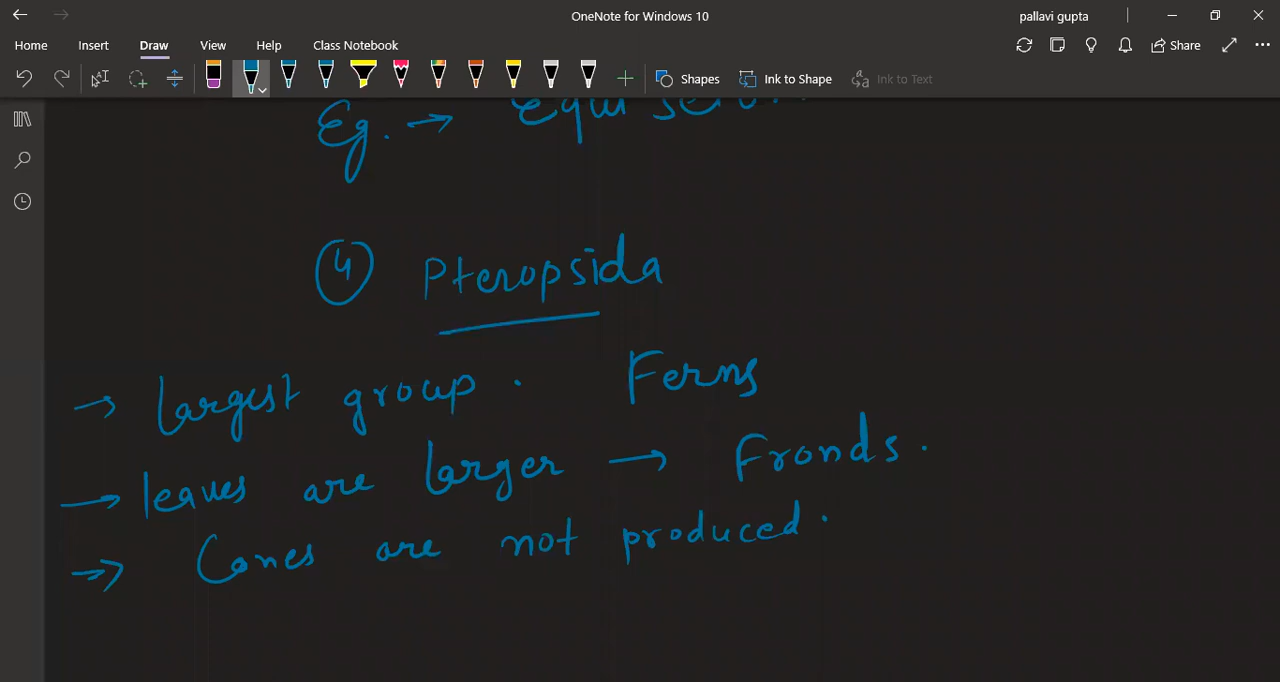 OneNote for Windows 10
pallavi gupta
Home Insert Draw View Help Class Notebook
Share
Shapes Ink to Shape Ink to Text
Eg. →
4 Pteropsida
→ largest group. Ferns
→ leaves are larger → Fronds.
→ Cones are not produced.